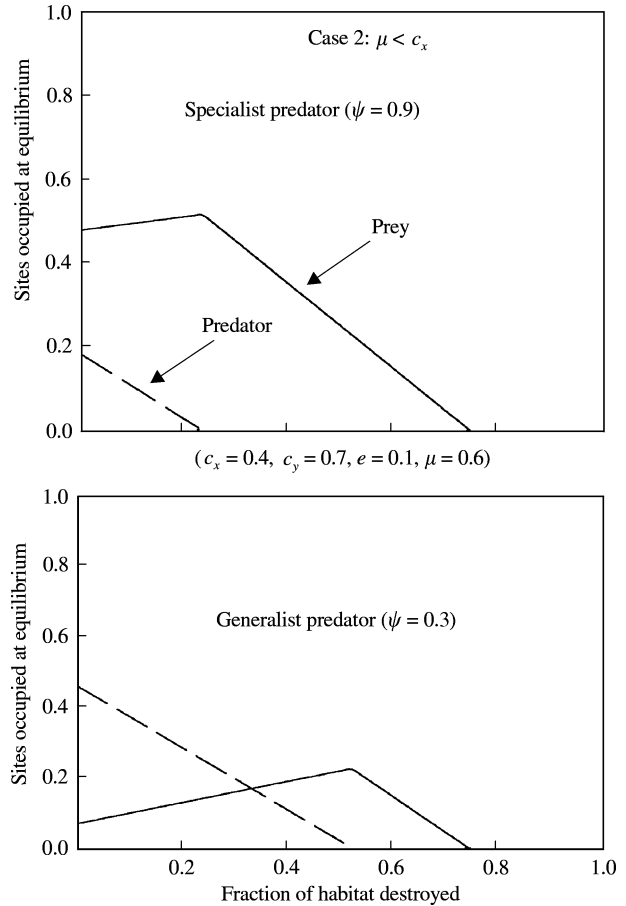 Case 2: μ < cₓ
Specialist predator (ψ = 0.9)
Sites occupied at equilibrium
1.0
0.8
0.6
0.4
0.2
0.0
Prey
Predator
(cₓ = 0.4, c_y = 0.7, e = 0.1, μ = 0.6)
Generalist predator (ψ = 0.3)
Sites occupied at equilibrium
1.0
0.8
0.6
0.4
0.2
0.0
0.2 0.4 0.6 0.8 1.0
Fraction of habitat destroyed